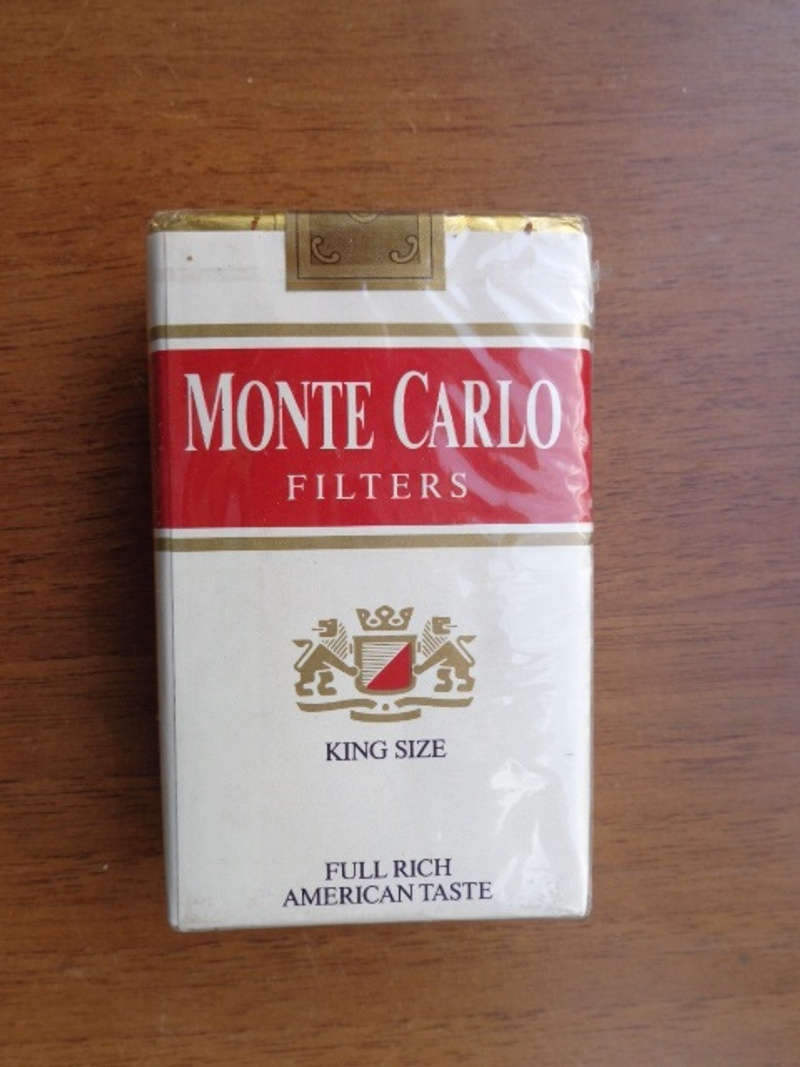 MONTE CARLO
FILTERS
KING SIZE
FULL RICH
AMERICAN TASTE